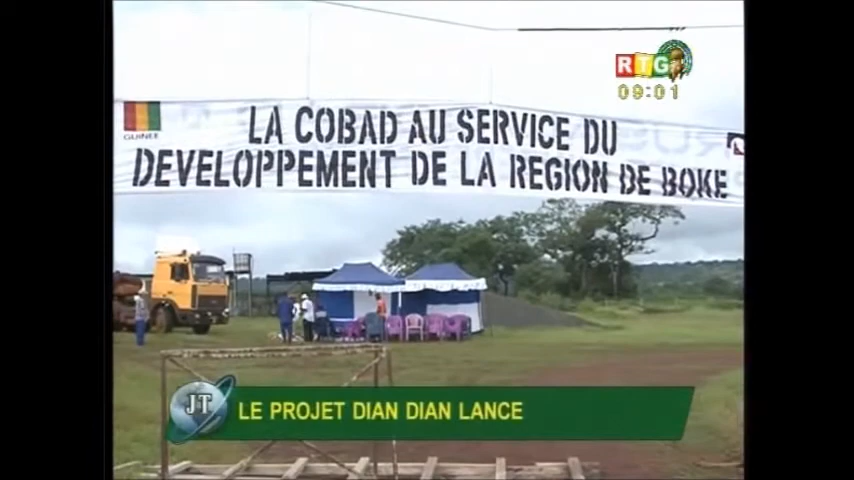 RTG
09:01
GUINEE
LA COBAD AU SERVICE DU
DEVELOPPEMENT DE LA REGION DE BOKE
JT
LE PROJET DIAN DIAN LANCE